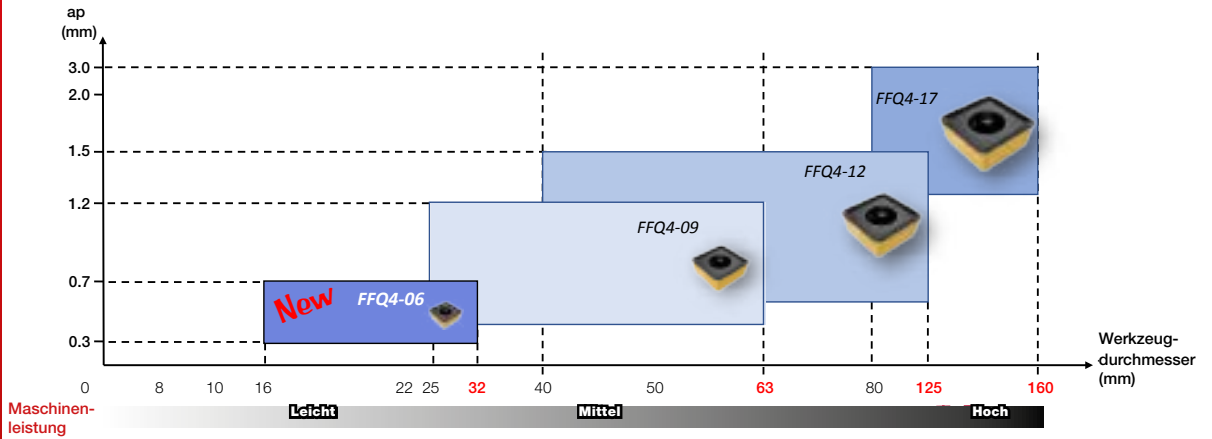 ap
(mm)
3.0
2.0
1.5
1.2
0.7
0.3
FFQ4-17
FFQ4-12
FFQ4-09
New FFQ4-06
Werkzeug-
durchmesser
(mm)
0 8 10 16 22 25 32 40 50 63 80 125 160
Maschinen-
leistung
Leicht Mittel Hoch